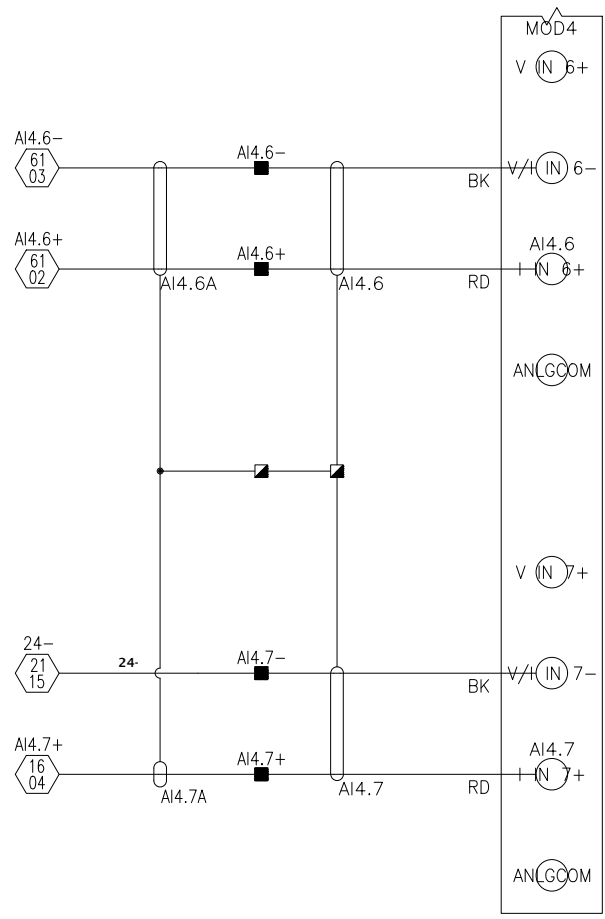 MOD4
V IN 6+
AI4.6-
61
03
AI4.6-
BK
V/I IN 6-
AI4.6+
61
02
AI4.6+
AI4.6A
AI4.6
RD
AI4.6
I IN 6+
ANLGCOM
V IN 7+
24-
21
15
24-
AI4.7-
BK
V/I IN 7-
AI4.7+
16
04
AI4.7+
AI4.7A
AI4.7
RD
AI4.7
I IN 7+
ANLGCOM